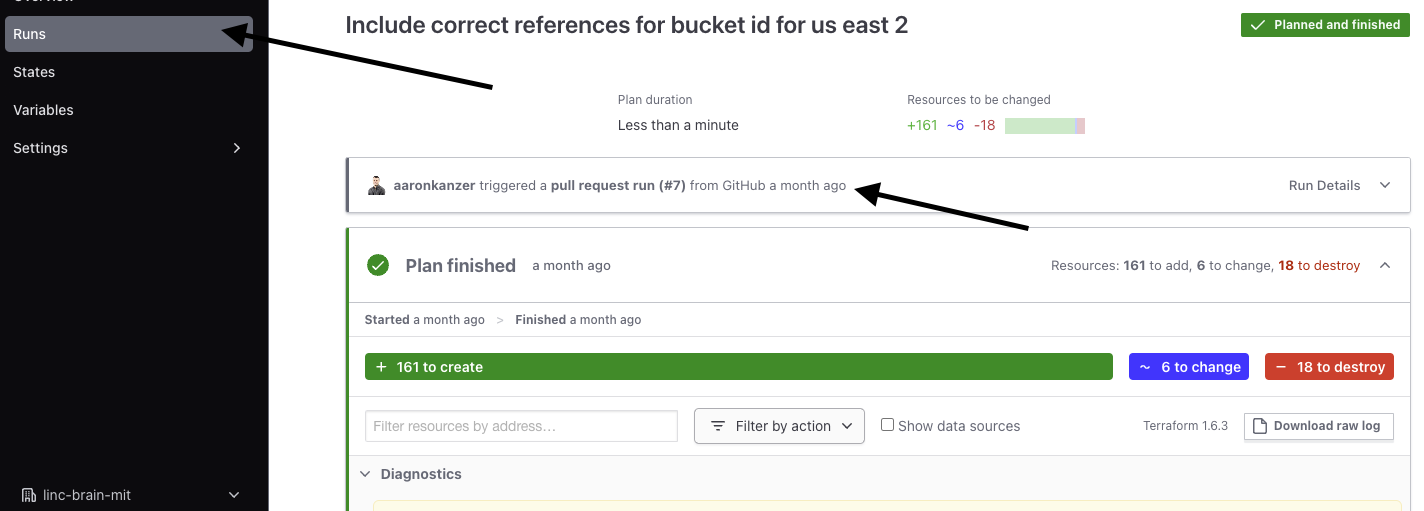 Overview
Runs
States
Variables
Settings
linc-brain-mit
Include correct references for bucket id for us east 2
Planned and finished
Plan duration
Less than a minute
Resources to be changed
+161 ~6 -18
aaronkanzer triggered a pull request run (#7) from GitHub a month ago
Run Details
Plan finished a month ago
Resources: 161 to add, 6 to change, 18 to destroy
Started a month ago > Finished a month ago
+ 161 to create
~ 6 to change
− 18 to destroy
Filter resources by address...
Filter by action
Show data sources
Terraform 1.6.3
Download raw log
Diagnostics